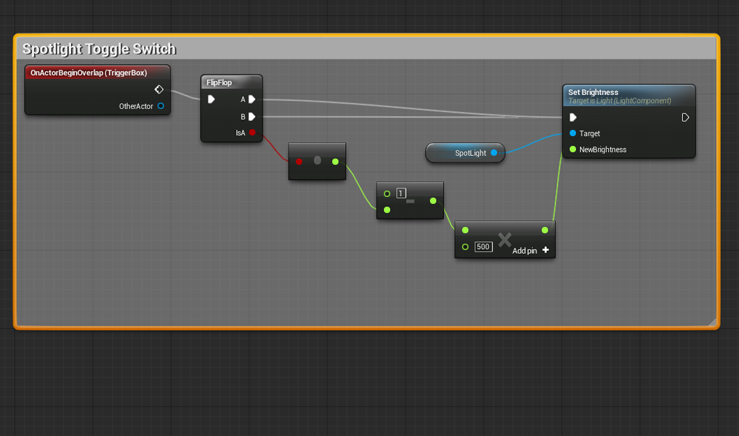 Spotlight Toggle Switch
OnActorBeginOverlap (TriggerBox)
OtherActor
FlipFlop
A
B
IsA
SpotLight
1
500
Add pin
Set Brightness
Target is Light (LightComponent)
Target
NewBrightness